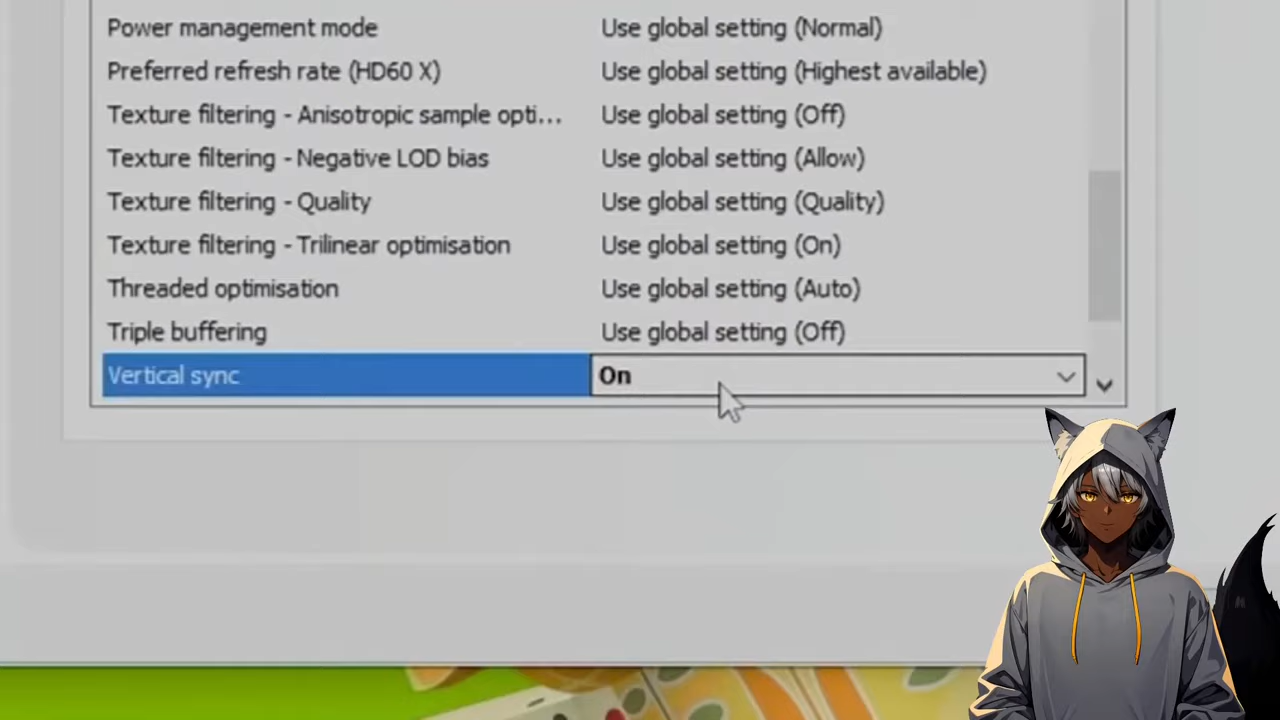 Power management mode Use global setting (Normal)
Preferred refresh rate (HD60 X) Use global setting (Highest available)
Texture filtering - Anisotropic sample opti... Use global setting (Off)
Texture filtering - Negative LOD bias Use global setting (Allow)
Texture filtering - Quality Use global setting (Quality)
Texture filtering - Trilinear optimisation Use global setting (On)
Threaded optimisation Use global setting (Auto)
Triple buffering Use global setting (Off)
Vertical sync On